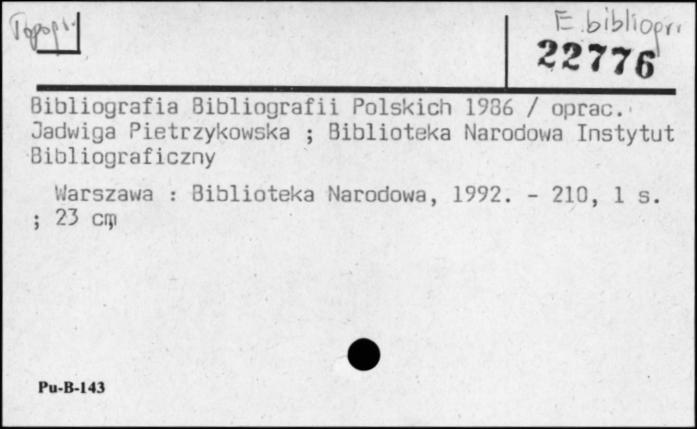 E. bibliogr.
22776
Bibliografia Bibliografii Polskich 1986 / oprac.
Jadwiga Pietrzykowska ; Biblioteka Narodowa Instytut
Bibliograficzny
Warszawa : Biblioteka Narodowa, 1992. - 210, 1 s.
; 23 cm
Pu-B-143